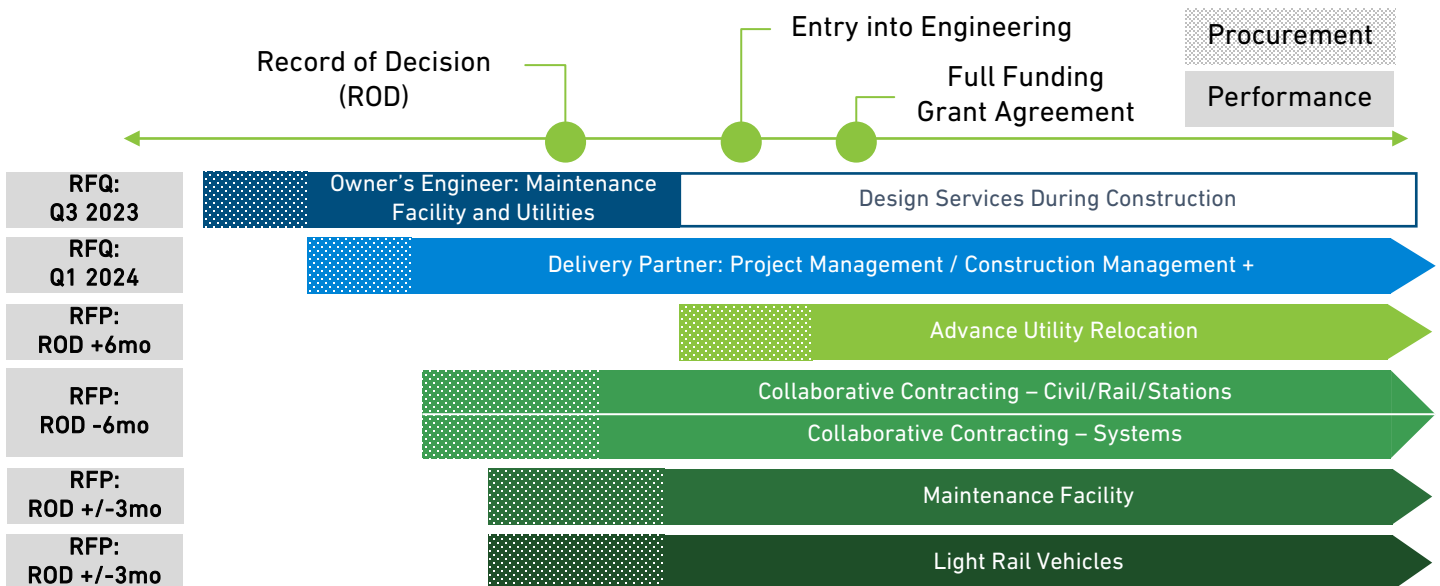 Entry into Engineering
Procurement
Record of Decision
(ROD)
Full Funding
Grant Agreement
Performance
RFQ:
Q3 2023
Owner's Engineer: Maintenance
Facility and Utilities
Design Services During Construction
RFQ:
Q1 2024
Delivery Partner: Project Management / Construction Management +
RFP:
ROD +6mo
Advance Utility Relocation
RFP:
ROD -6mo
Collaborative Contracting – Civil/Rail/Stations
Collaborative Contracting – Systems
RFP:
ROD +/-3mo
Maintenance Facility
RFP:
ROD +/-3mo
Light Rail Vehicles